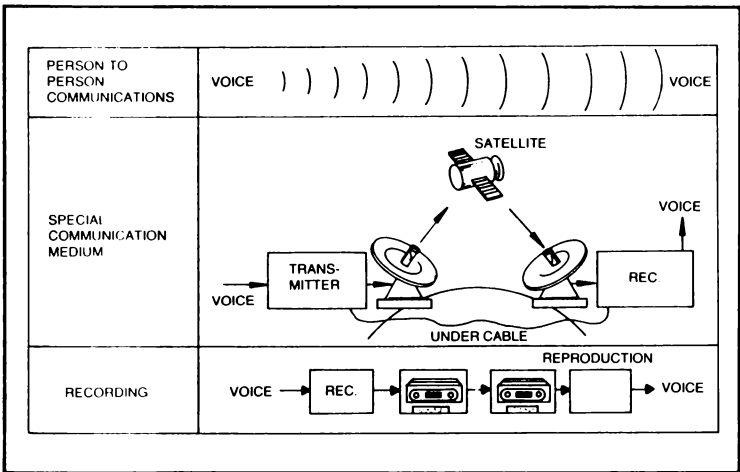 PERSON TO
PERSON
COMMUNICATIONS
VOICE
VOICE
SPECIAL
COMMUNICATION
MEDIUM
SATELLITE
VOICE
TRANS-
MITTER
REC.
VOICE
UNDER CABLE
RECORDING
REPRODUCTION
VOICE
REC.
VOICE